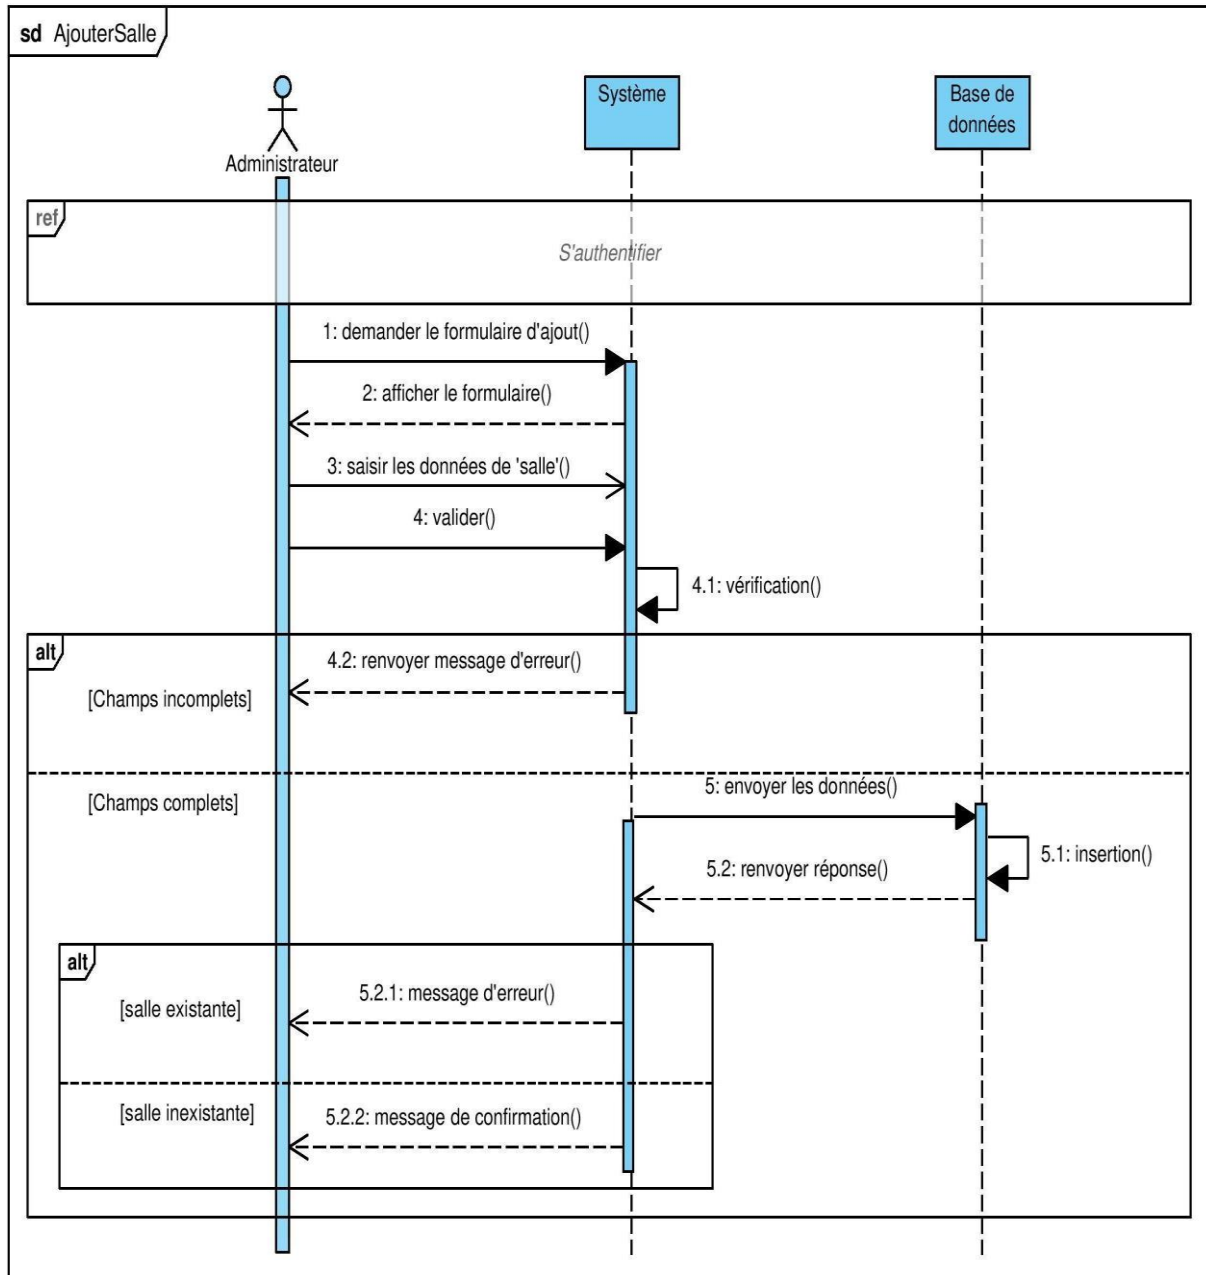 sd AjouterSalle
Système
Base de
données
Administrateur
ref
S'authentifier
1: demander le formulaire d'ajout()
2: afficher le formulaire()
3: saisir les données de 'salle'()
4: valider()
4.1: vérification()
alt
4.2: renvoyer message d'erreur()
[Champs incomplets]
5: envoyer les données()
[Champs complets]
5.1: insertion()
5.2: renvoyer réponse()
alt
5.2.1: message d'erreur()
[salle existante]
[salle inexistante]
5.2.2: message de confirmation()